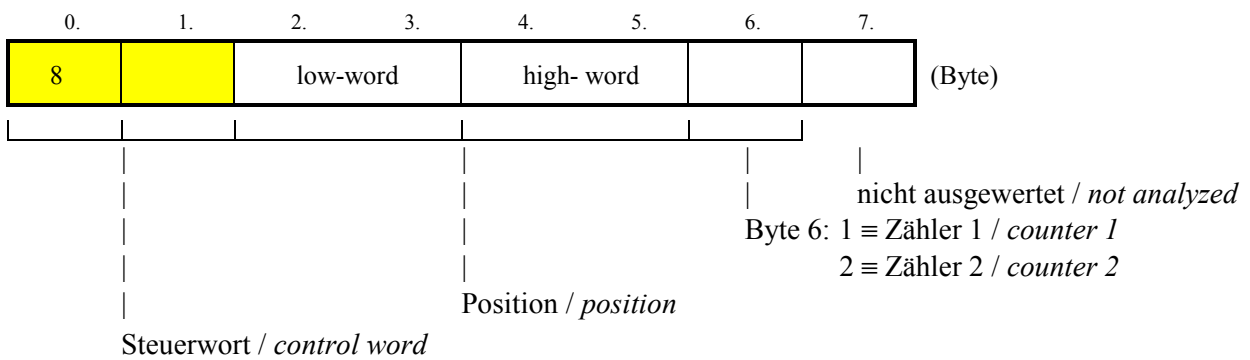 0. 1. 2. 3. 4. 5. 6. 7.
8 low-word high- word (Byte)
nicht ausgewertet / not analyzed
Byte 6: 1 ≡ Zähler 1 / counter 1
2 ≡ Zähler 2 / counter 2
Position / position
Steuerwort / control word